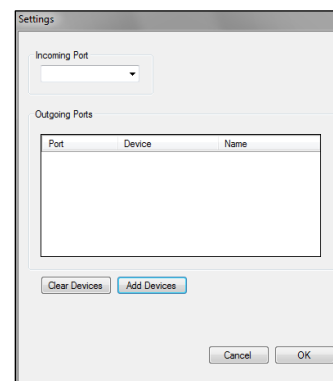 Settings
Incoming Port
Outgoing Ports
Port Device Name
Clear Devices Add Devices
Cancel OK